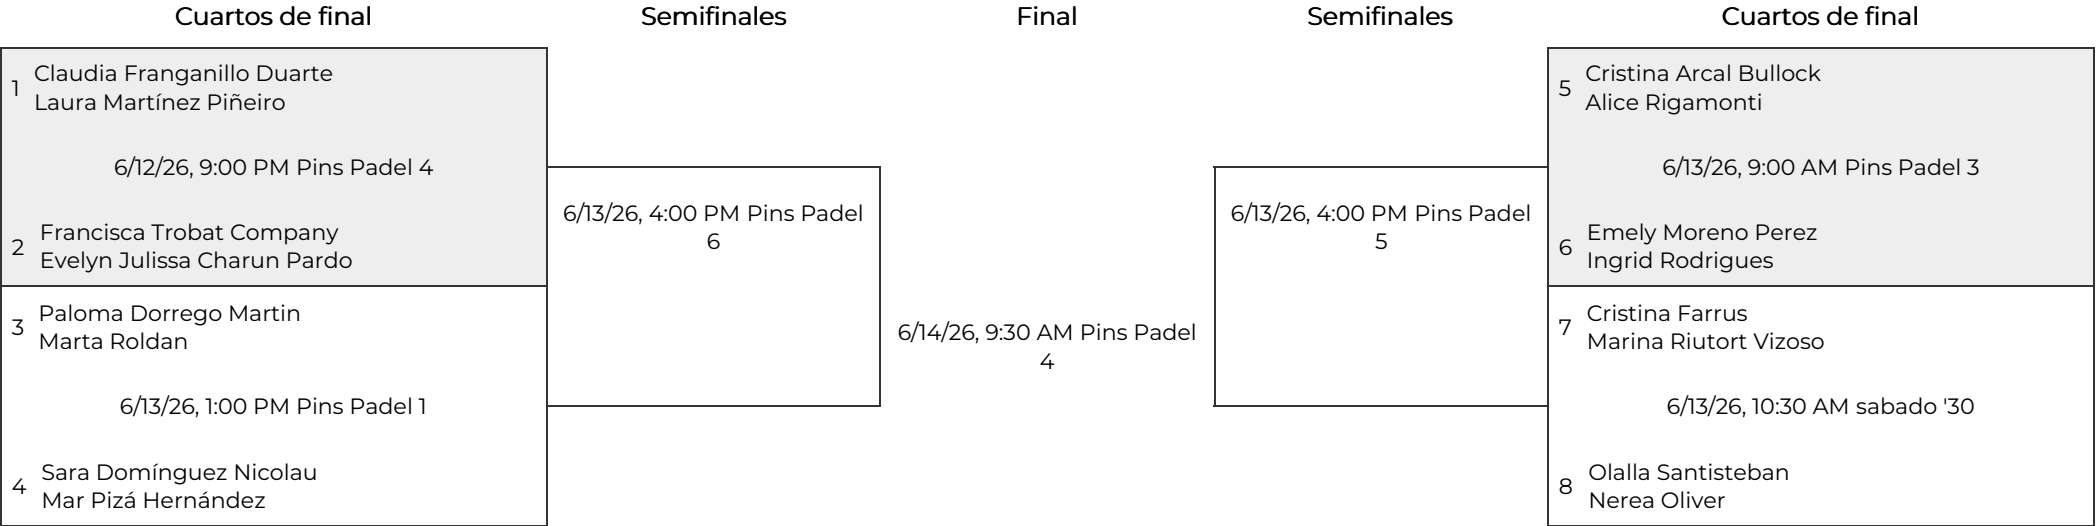 Cuartos de final
Semifinales
Final
Semifinales
Cuartos de final
1
Claudia Franganillo Duarte
Laura Martínez Piñeiro
6/12/26, 9:00 PM Pins Padel 4
2
Francisca Trobat Company
Evelyn Julissa Charun Pardo
3
Paloma Dorrego Martin
Marta Roldan
6/13/26, 1:00 PM Pins Padel 1
4
Sara Domínguez Nicolau
Mar Pizá Hernández
6/13/26, 4:00 PM Pins Padel
6
6/14/26, 9:30 AM Pins Padel
4
6/13/26, 4:00 PM Pins Padel
5
5
Cristina Arcal Bullock
Alice Rigamonti
6/13/26, 9:00 AM Pins Padel 3
6
Emely Moreno Perez
Ingrid Rodrigues
7
Cristina Farrus
Marina Riutort Vizoso
6/13/26, 10:30 AM sabado '30
8
Olalla Santisteban
Nerea Oliver